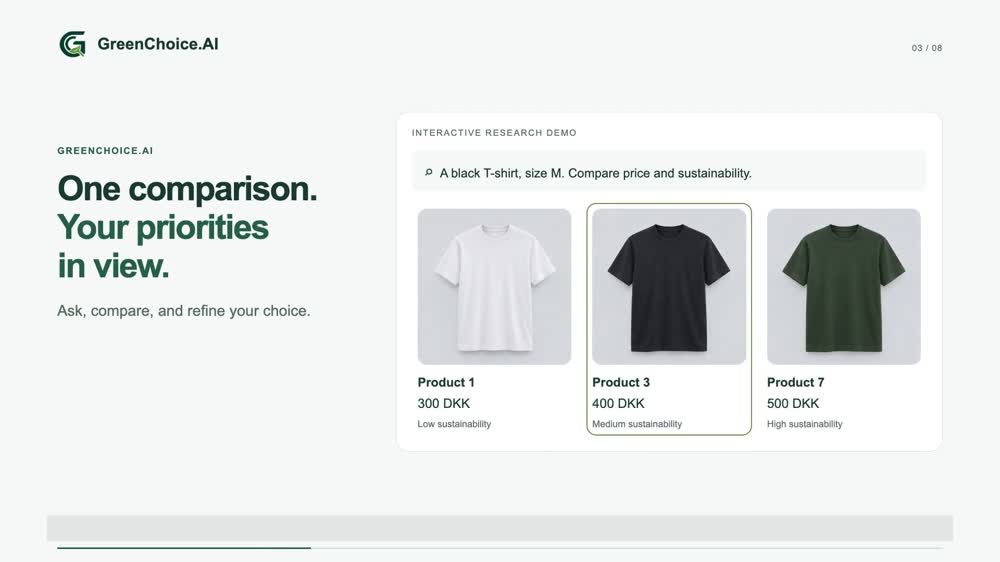 GreenChoice.AI
03 / 08
GREENCHOICE.AI
One comparison.
Your priorities
in view.
Ask, compare, and refine your choice.
INTERACTIVE RESEARCH DEMO
A black T-shirt, size M. Compare price and sustainability.
Product 1
300 DKK
Low sustainability
Product 3
400 DKK
Medium sustainability
Product 7
500 DKK
High sustainability